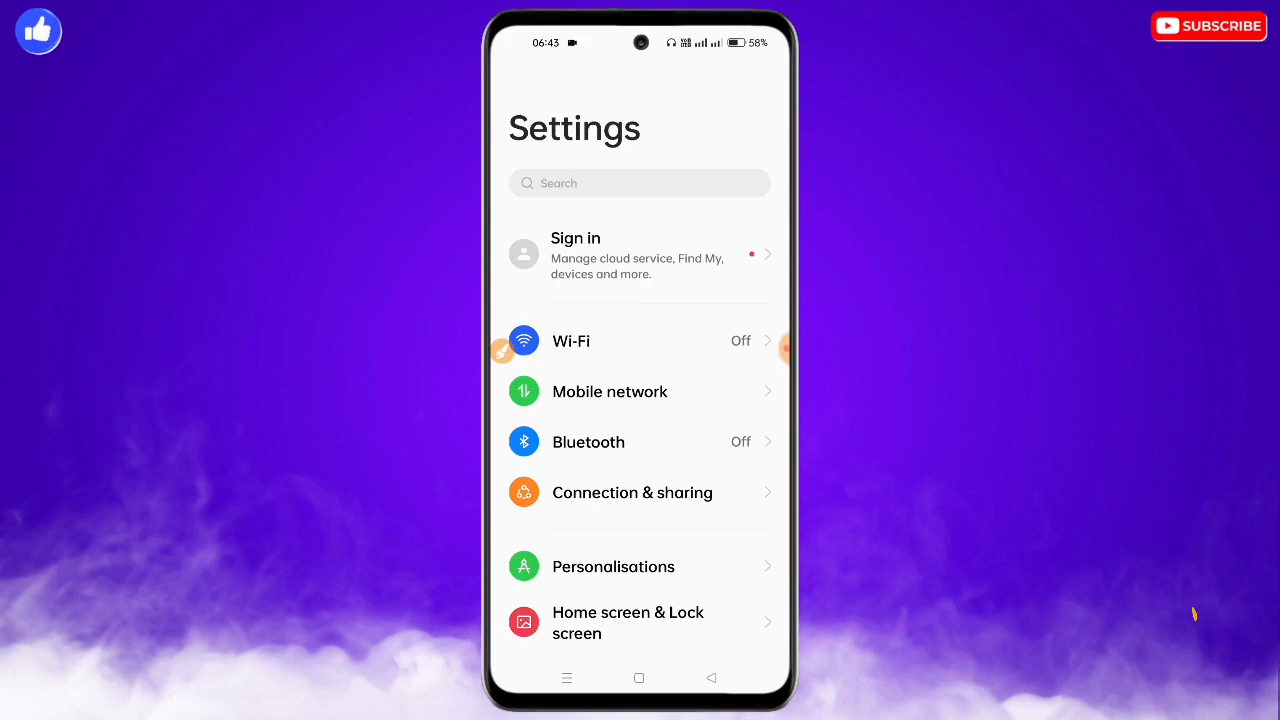 SUBSCRIBE
06:43
58%
Settings
Search
Sign in
Manage cloud service, Find My,
devices and more.
Wi-Fi Off
Mobile network
Bluetooth Off
Connection & sharing
Personalisations
Home screen & Lock
screen